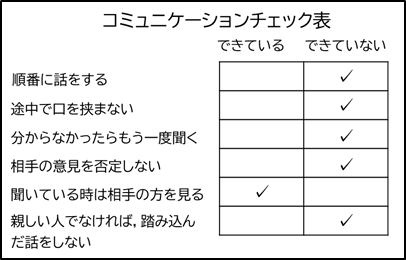 コミュニケーションチェック表
できている できていない
順番に話をする ✓
途中で口を挟まない ✓
分からなかったらもう一度聞く ✓
相手の意見を否定しない ✓
聞いている時は相手の方を見る ✓
親しい人でなければ，踏み込ん ✓
だ話をしない